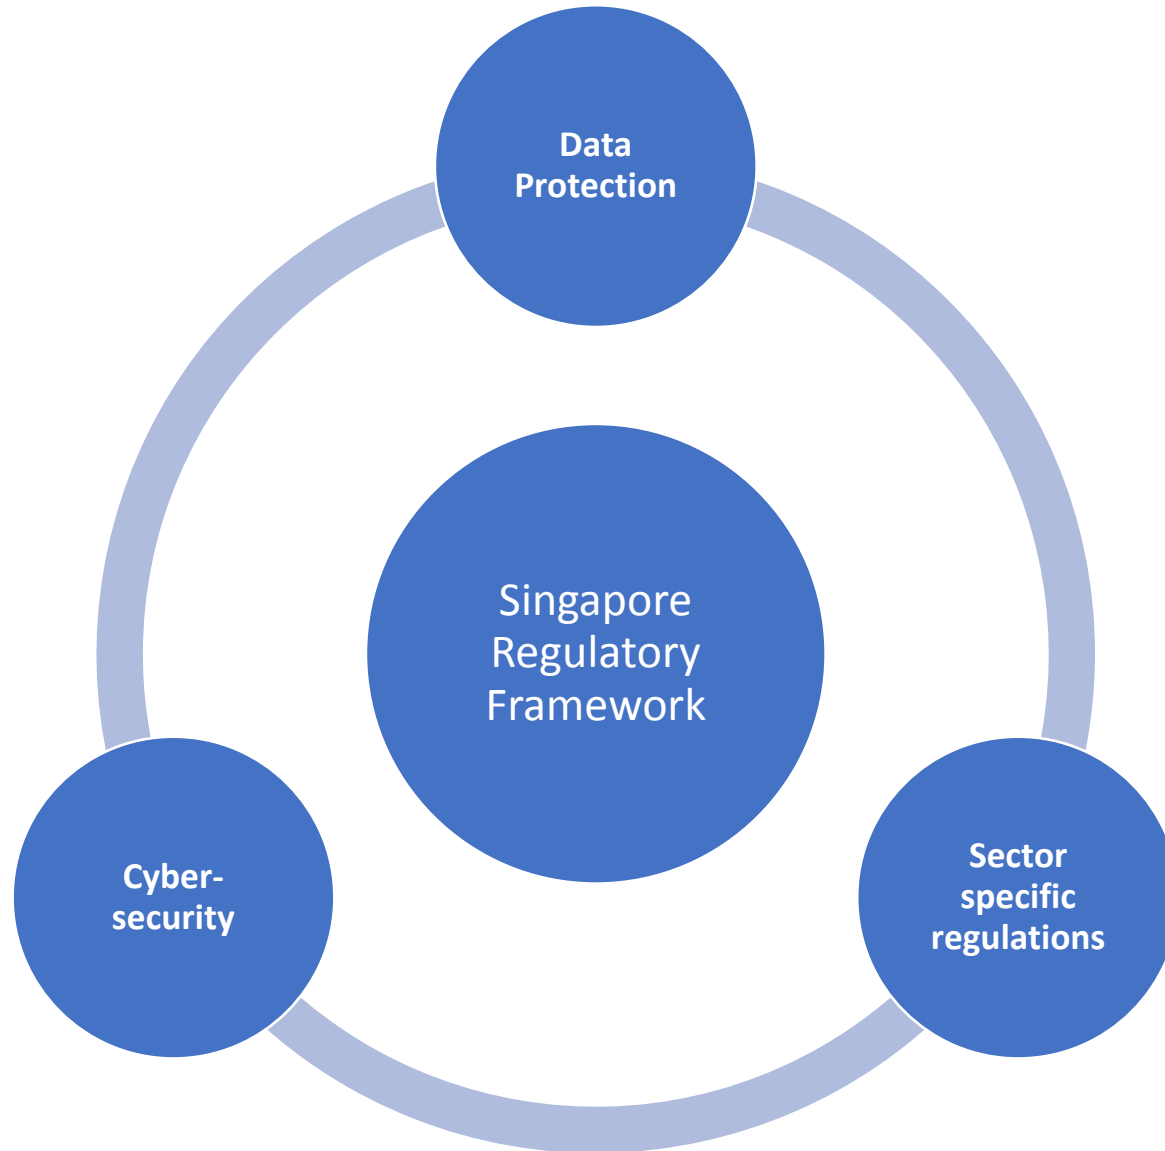 Data
Protection
Singapore
Regulatory
Framework
Cyber-
security
Sector
specific
regulations